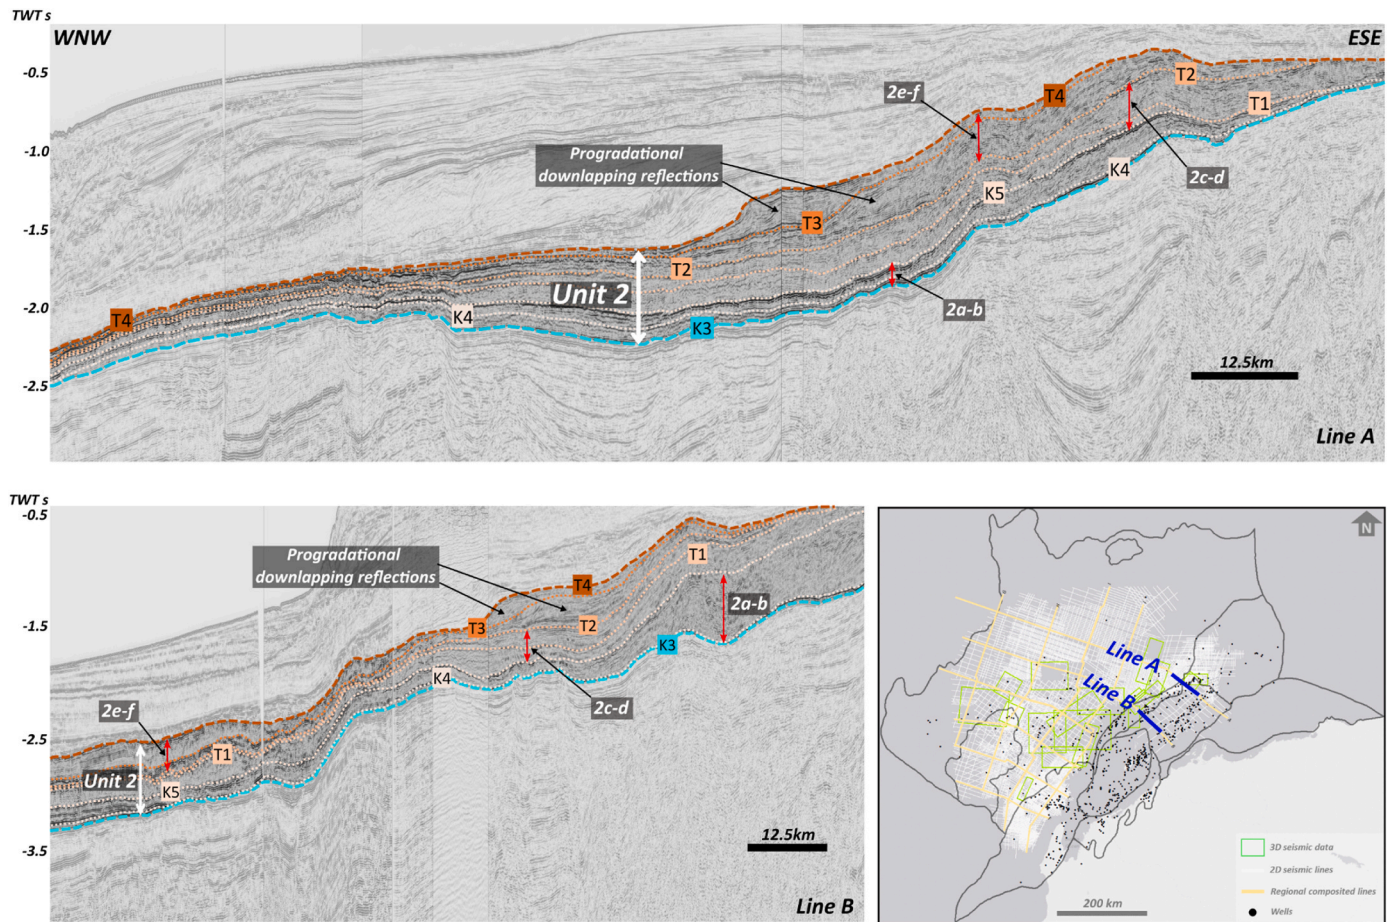 TWT s
WNW
ESE
-0.5
-1.0
-1.5
-2.0
-2.5
T2
T4
2e-f
T1
Progradational
downlapping reflections
K4
2c-d
K5
T3
T2
Unit 2
2a-b
T4
K4
K3
12.5km
Line A
TWT s
-0.5
-1.5
-2.5
-3.5
Progradational
downlapping reflections
T1
T4
2a-b
T3
T2
K3
K4
2c-d
2e-f
T1
Unit 2
K5
12.5km
Line B
N
Line A
Line B
3D seismic data
2D seismic lines
Regional composited lines
Wells
200 km